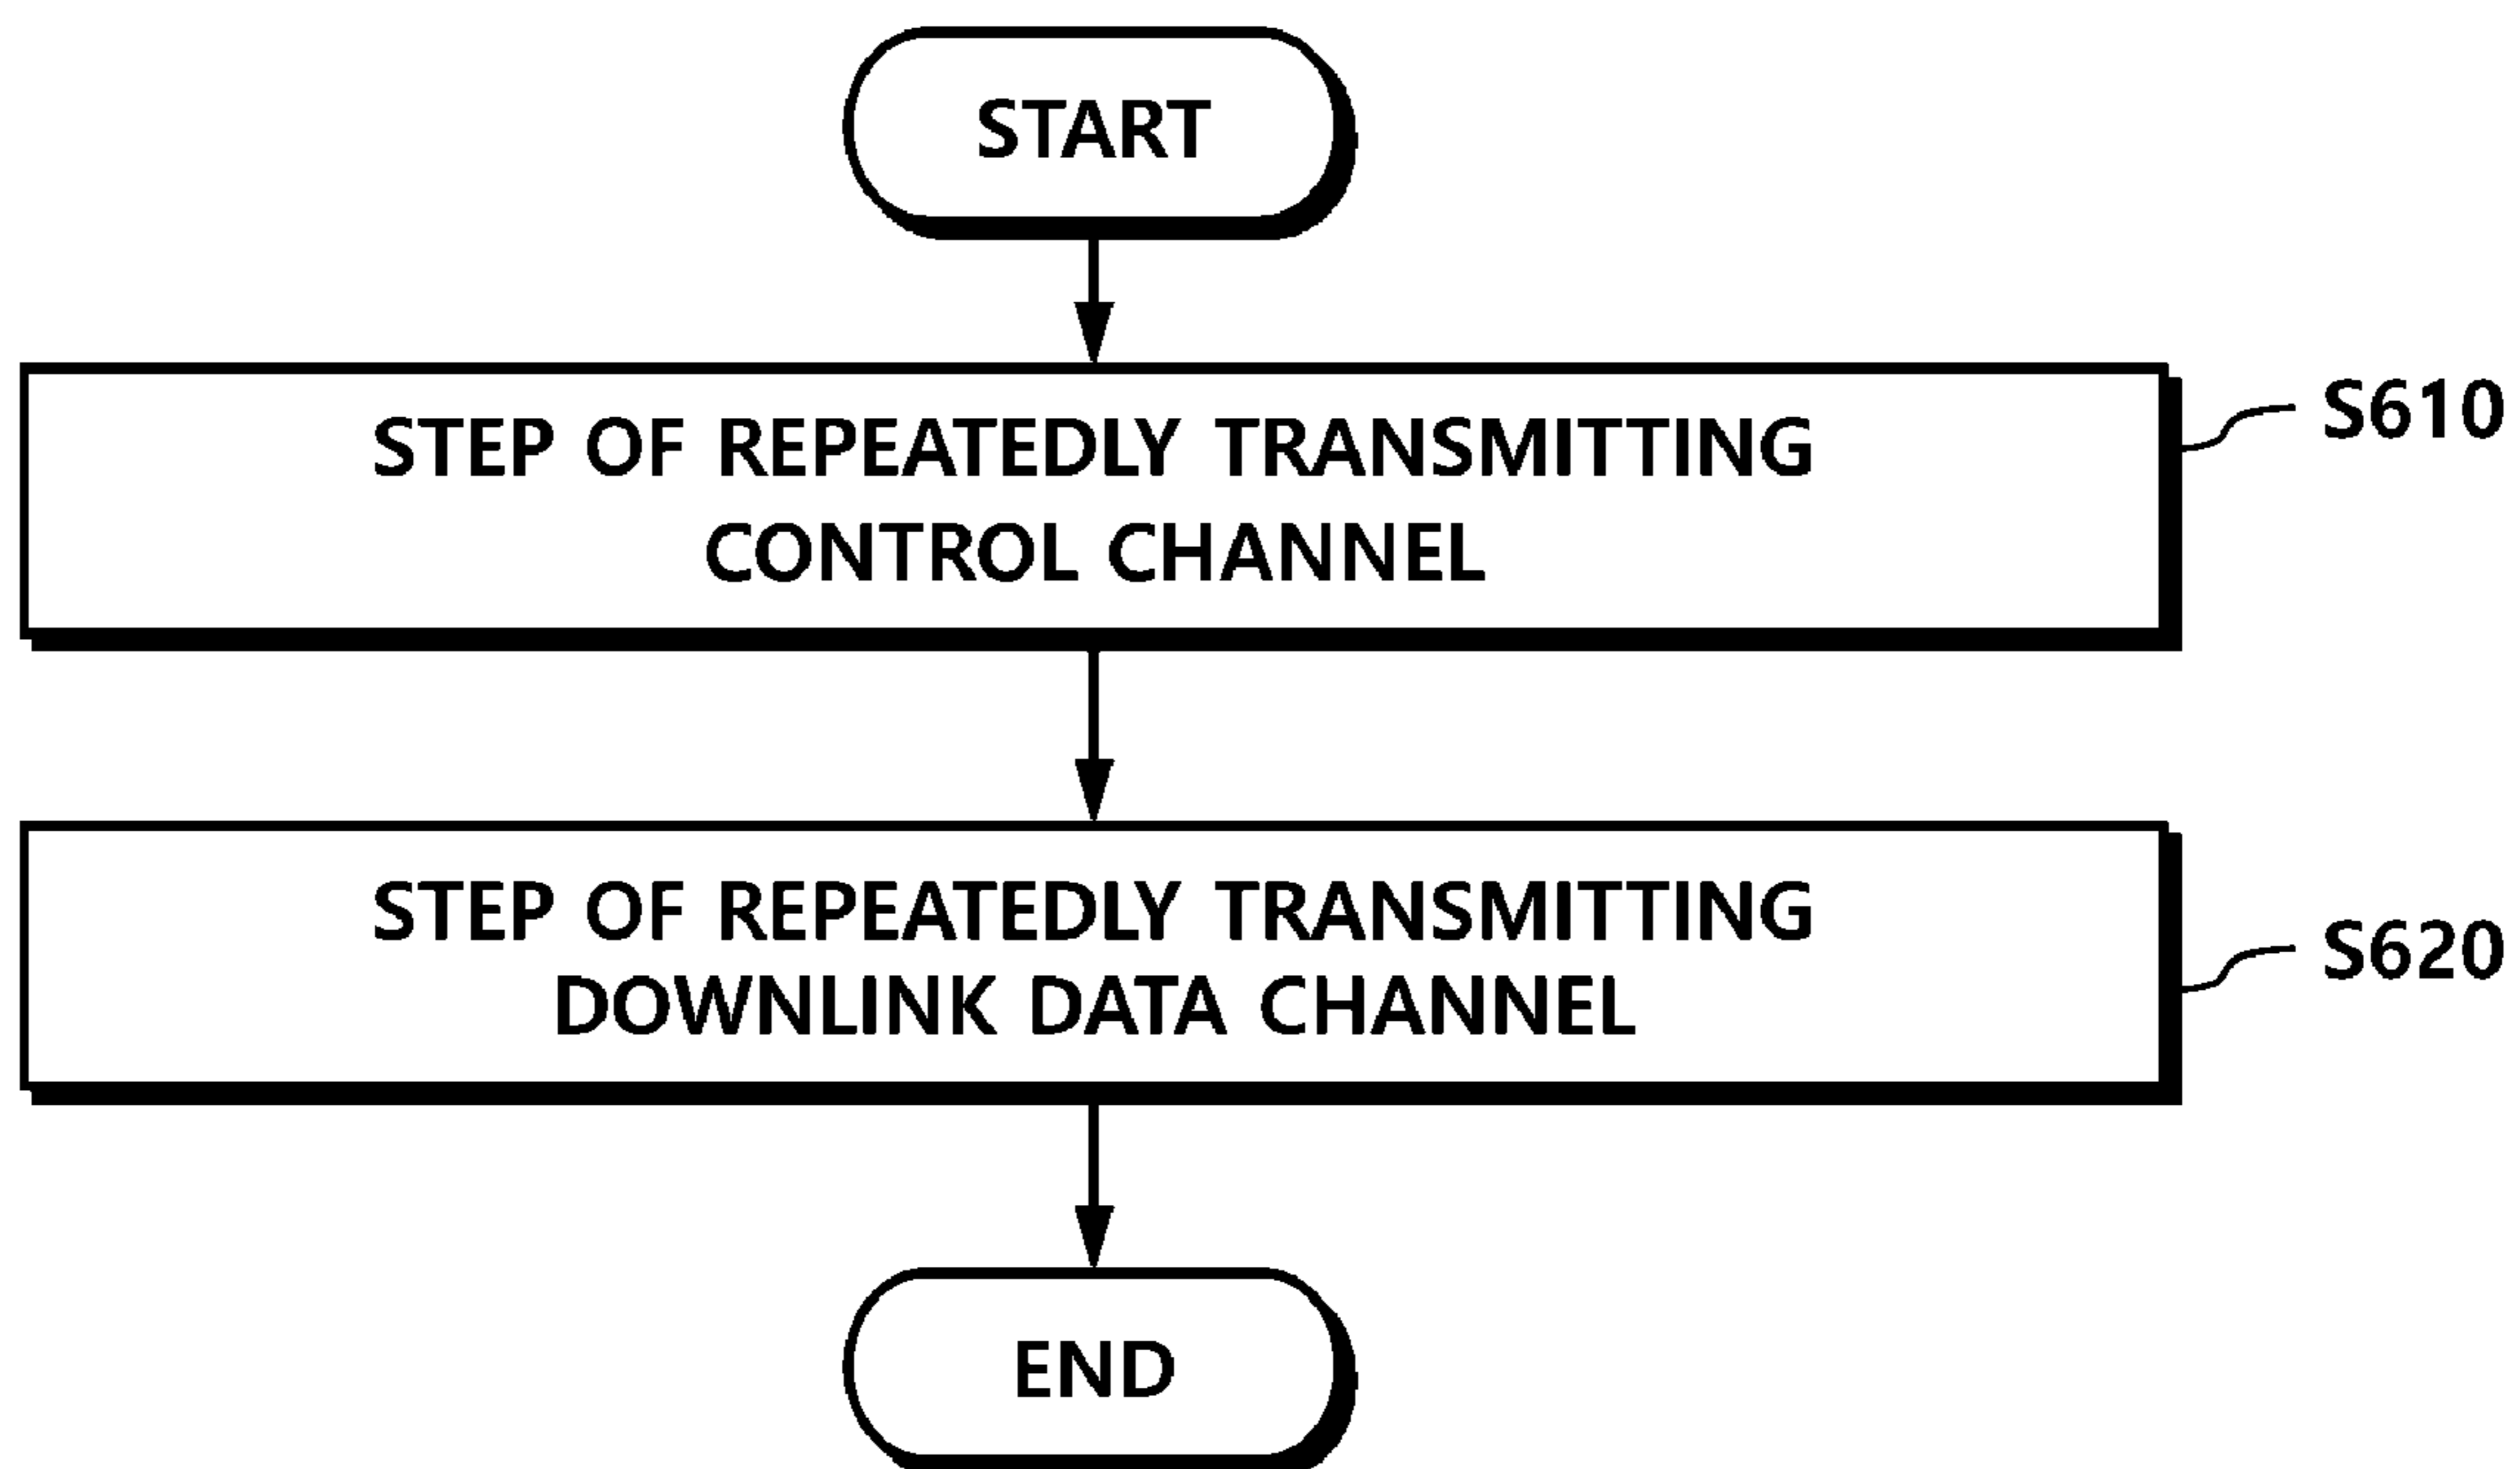 START
STEP OF REPEATEDLY TRANSMITTING
CONTROL CHANNEL
S610
STEP OF REPEATEDLY TRANSMITTING
DOWNLINK DATA CHANNEL
S620
END